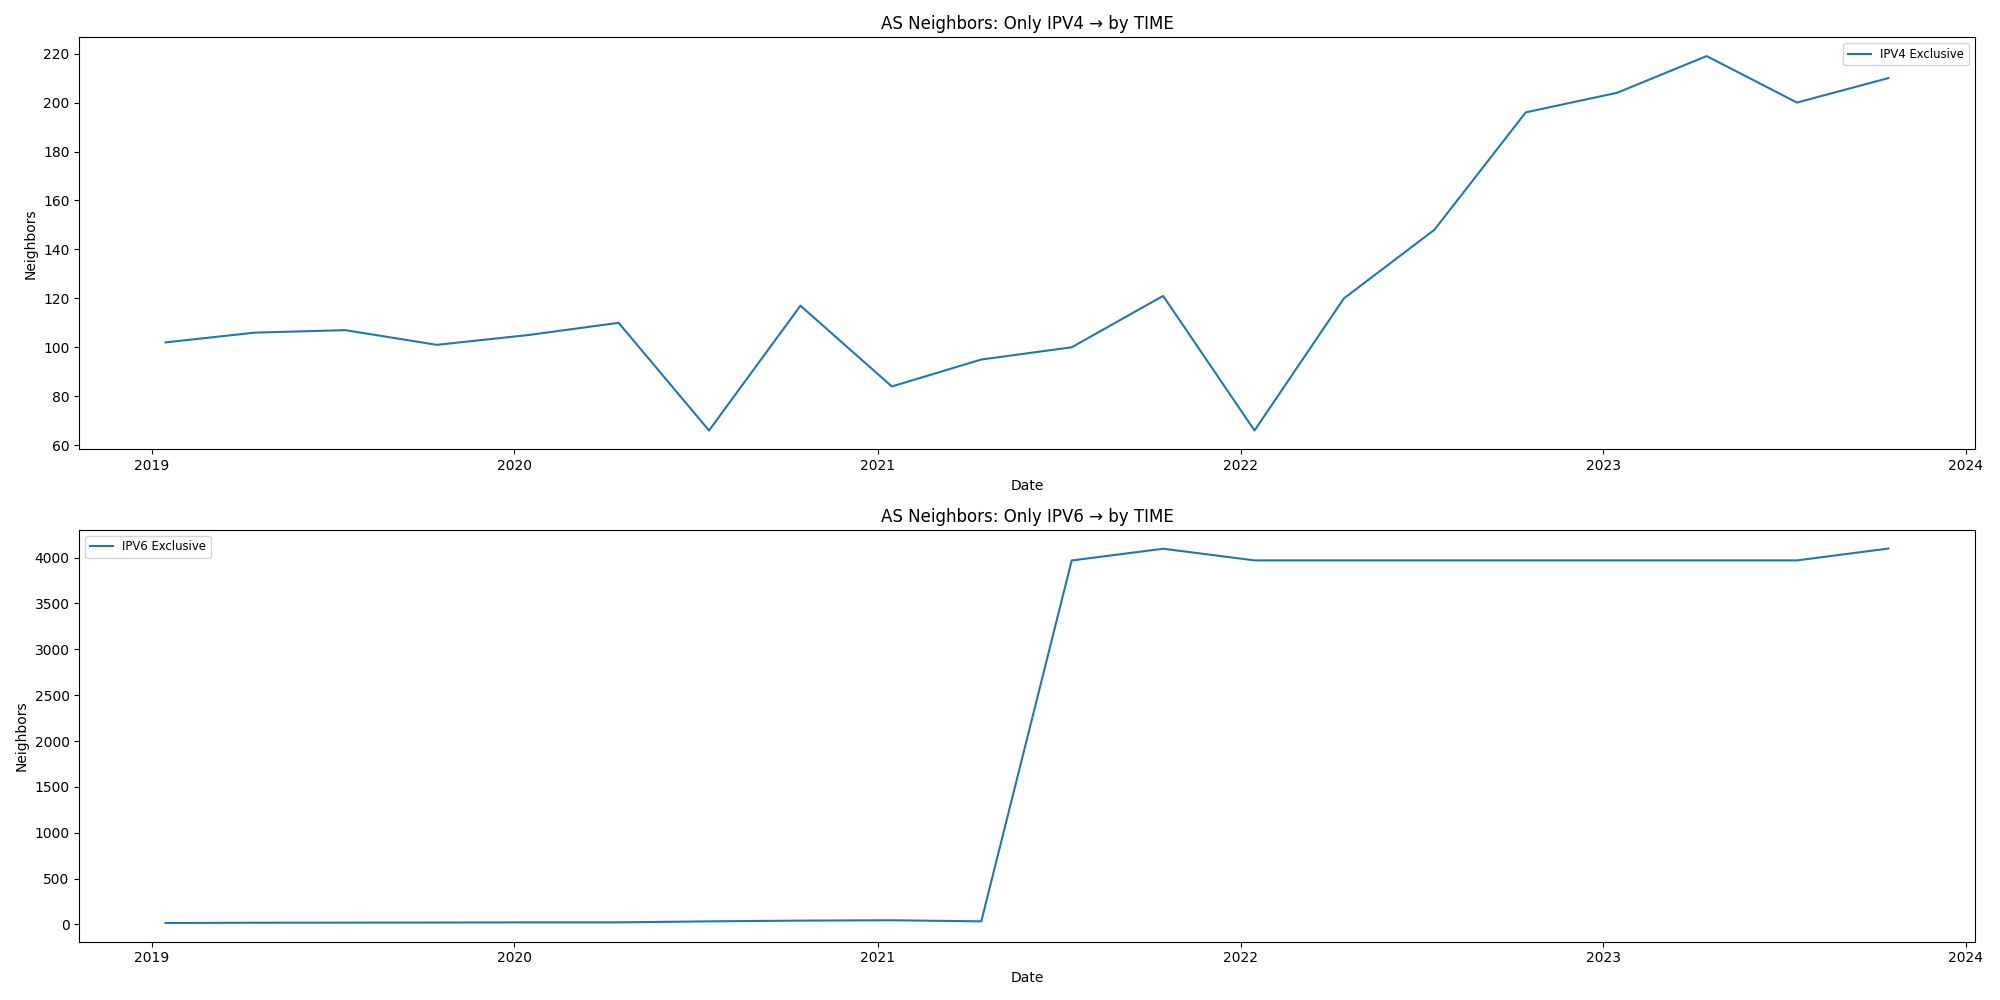 AS Neighbors: Only IPV4 → by TIME
IPV4 Exclusive
220
200
180
160
140
120
100
80
60
Neighbors
2019 2020 2021 2022 2023 2024
Date
AS Neighbors: Only IPV6 → by TIME
IPV6 Exclusive
4000
3500
3000
2500
2000
1500
1000
500
0
Neighbors
2019 2020 2021 2022 2023 2024
Date